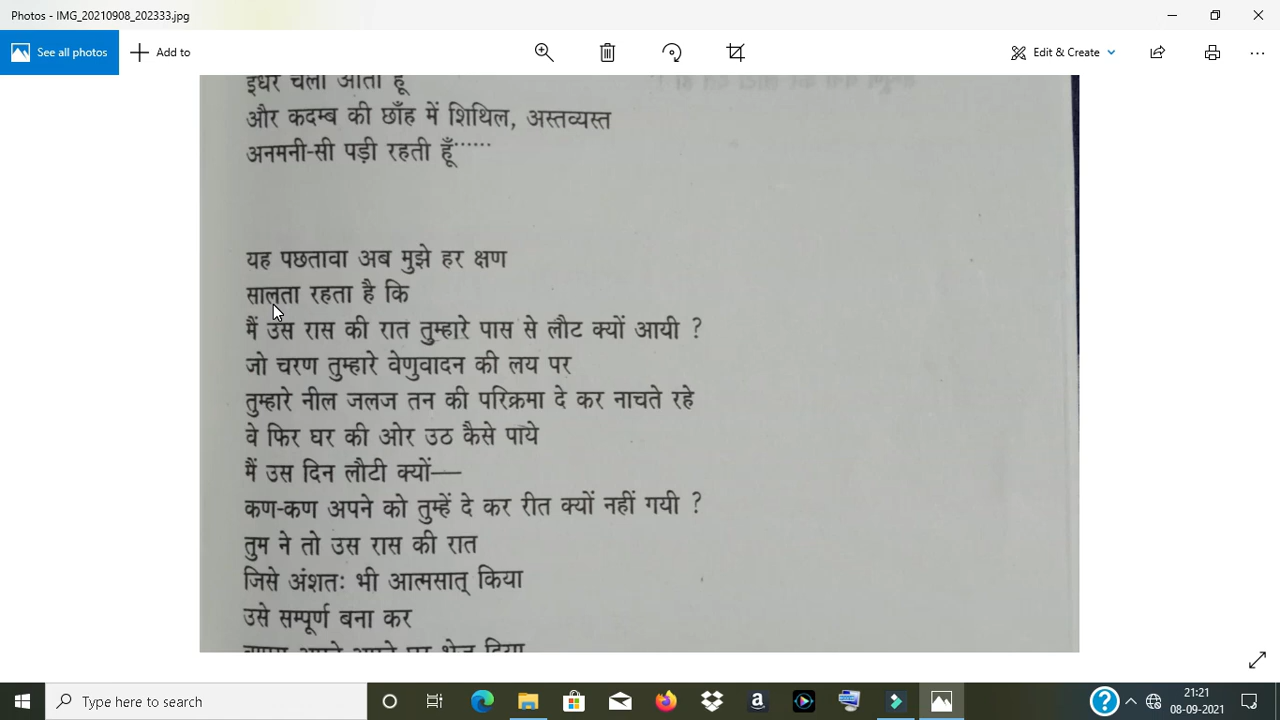 Photos - IMG_20210908_202333.jpg
See all photos
Add to
Edit & Create
इधर चली आती हूँ
और कदम्ब की छाँह में शिथिल, अस्तव्यस्त
अनमनी-सी पड़ी रहती हूँ······
यह पछतावा अब मुझे हर क्षण
सालता रहता है कि
मैं उस रास की रात तुम्हारे पास से लौट क्यों आयी ?
जो चरण तुम्हारे वेणुवादन की लय पर
तुम्हारे नील जलज तन की परिक्रमा दे कर नाचते रहे
वे फिर घर की ओर उठ कैसे पाये
मैं उस दिन लौटी क्यों—
कण-कण अपने को तुम्हें दे कर रीत क्यों नहीं गयी ?
तुम ने तो उस रास की रात
जिसे अंशतः भी आत्मसात् किया
उसे सम्पूर्ण बना कर
Type here to search
21:21
08-09-2021